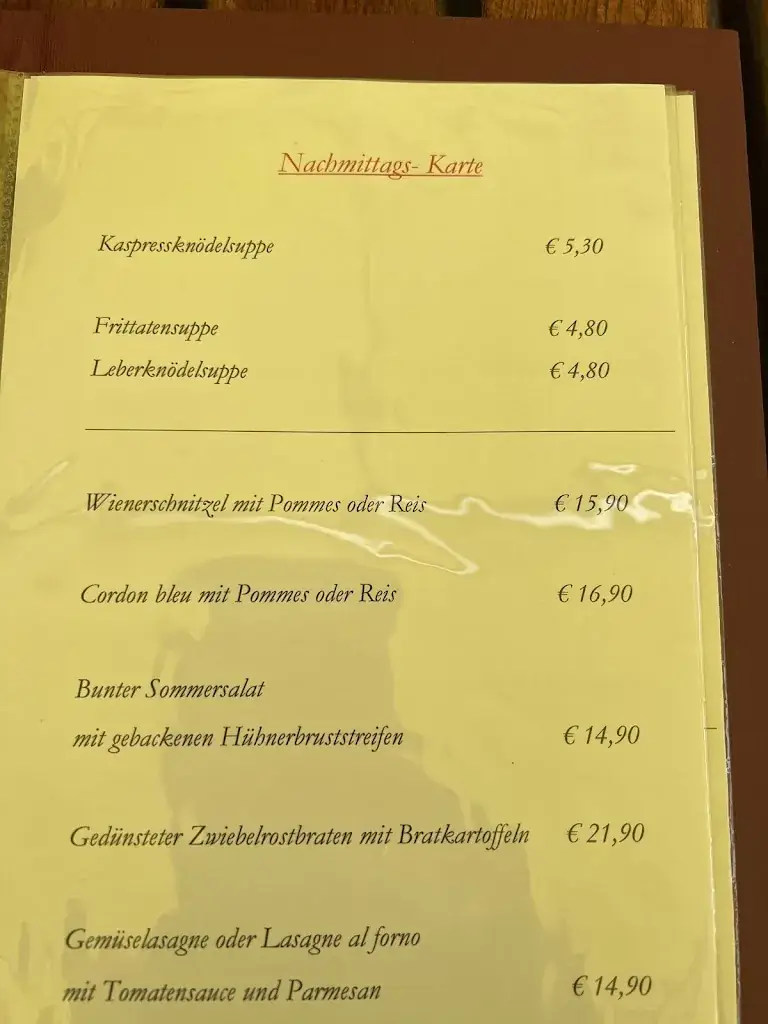 Nachmittags- Karte
Kaspressknödelsuppe € 5,30
Frittatensuppe € 4,80
Leberknödelsuppe € 4,80
Wienerschnitzel mit Pommes oder Reis € 15,90
Cordon bleu mit Pommes oder Reis € 16,90
Bunter Sommersalat
mit gebackenen Hühnerbruststreifen € 14,90
Gedünsteter Zwiebelrostbraten mit Bratkartoffeln € 21,90
Gemüselasagne oder Lasagne al forno
mit Tomatensauce und Parmesan € 14,90